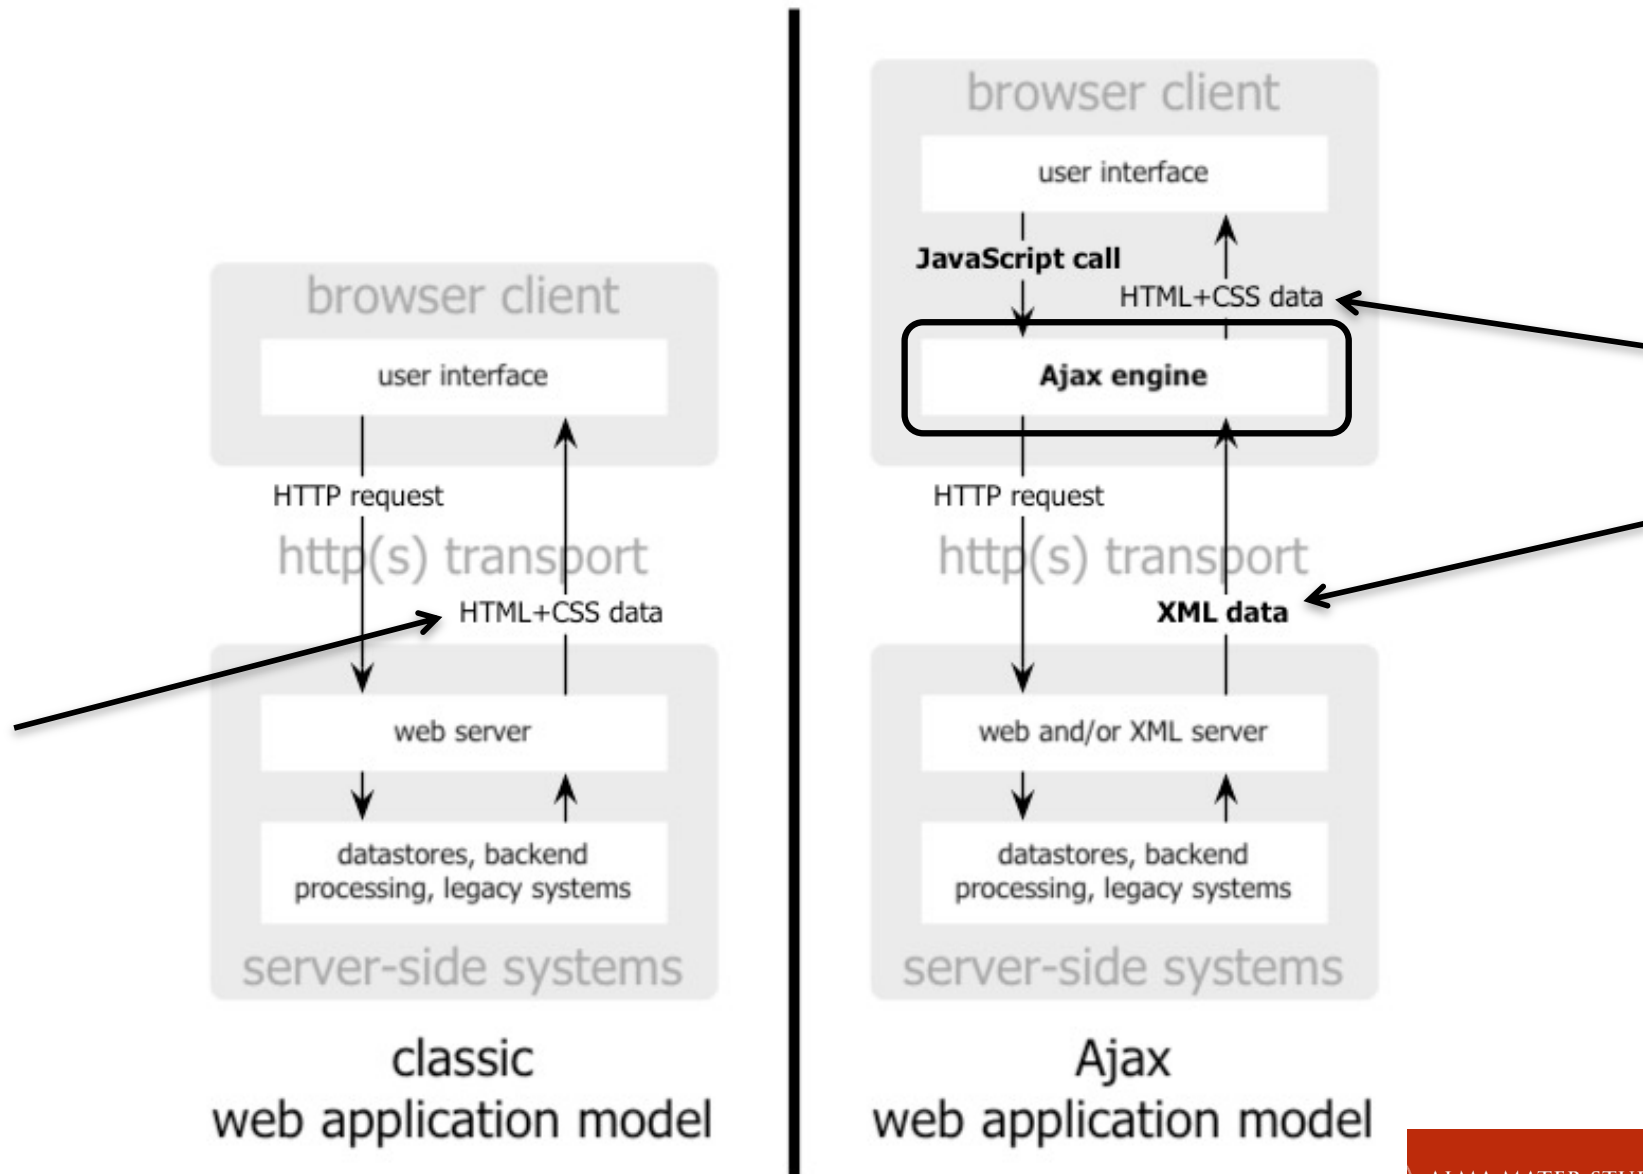 browser client
user interface
HTTP request
http(s) transport
HTML+CSS data
web server
datastores, backend
processing, legacy systems
server-side systems
classic
web application model
browser client
user interface
JavaScript call
HTML+CSS data
Ajax engine
HTTP request
http(s) transport
XML data
web and/or XML server
datastores, backend
processing, legacy systems
server-side systems
Ajax
web application model